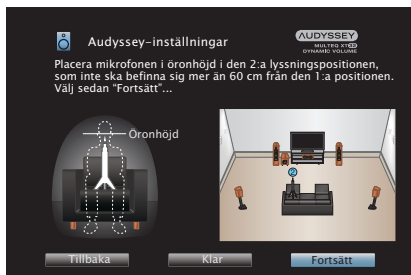 Audyssey–inställningar
AUDYSSEY
MULTEQ XT32
DYNAMIC VOLUME
Placera mikrofonen i öronhöjd i den 2:a lyssningspositionen,
som inte ska befinna sig mer än 60 cm från den 1:a positionen.
Välj sedan “Fortsätt”...
Öronhöjd
2
Tillbaka
Klar
Fortsätt